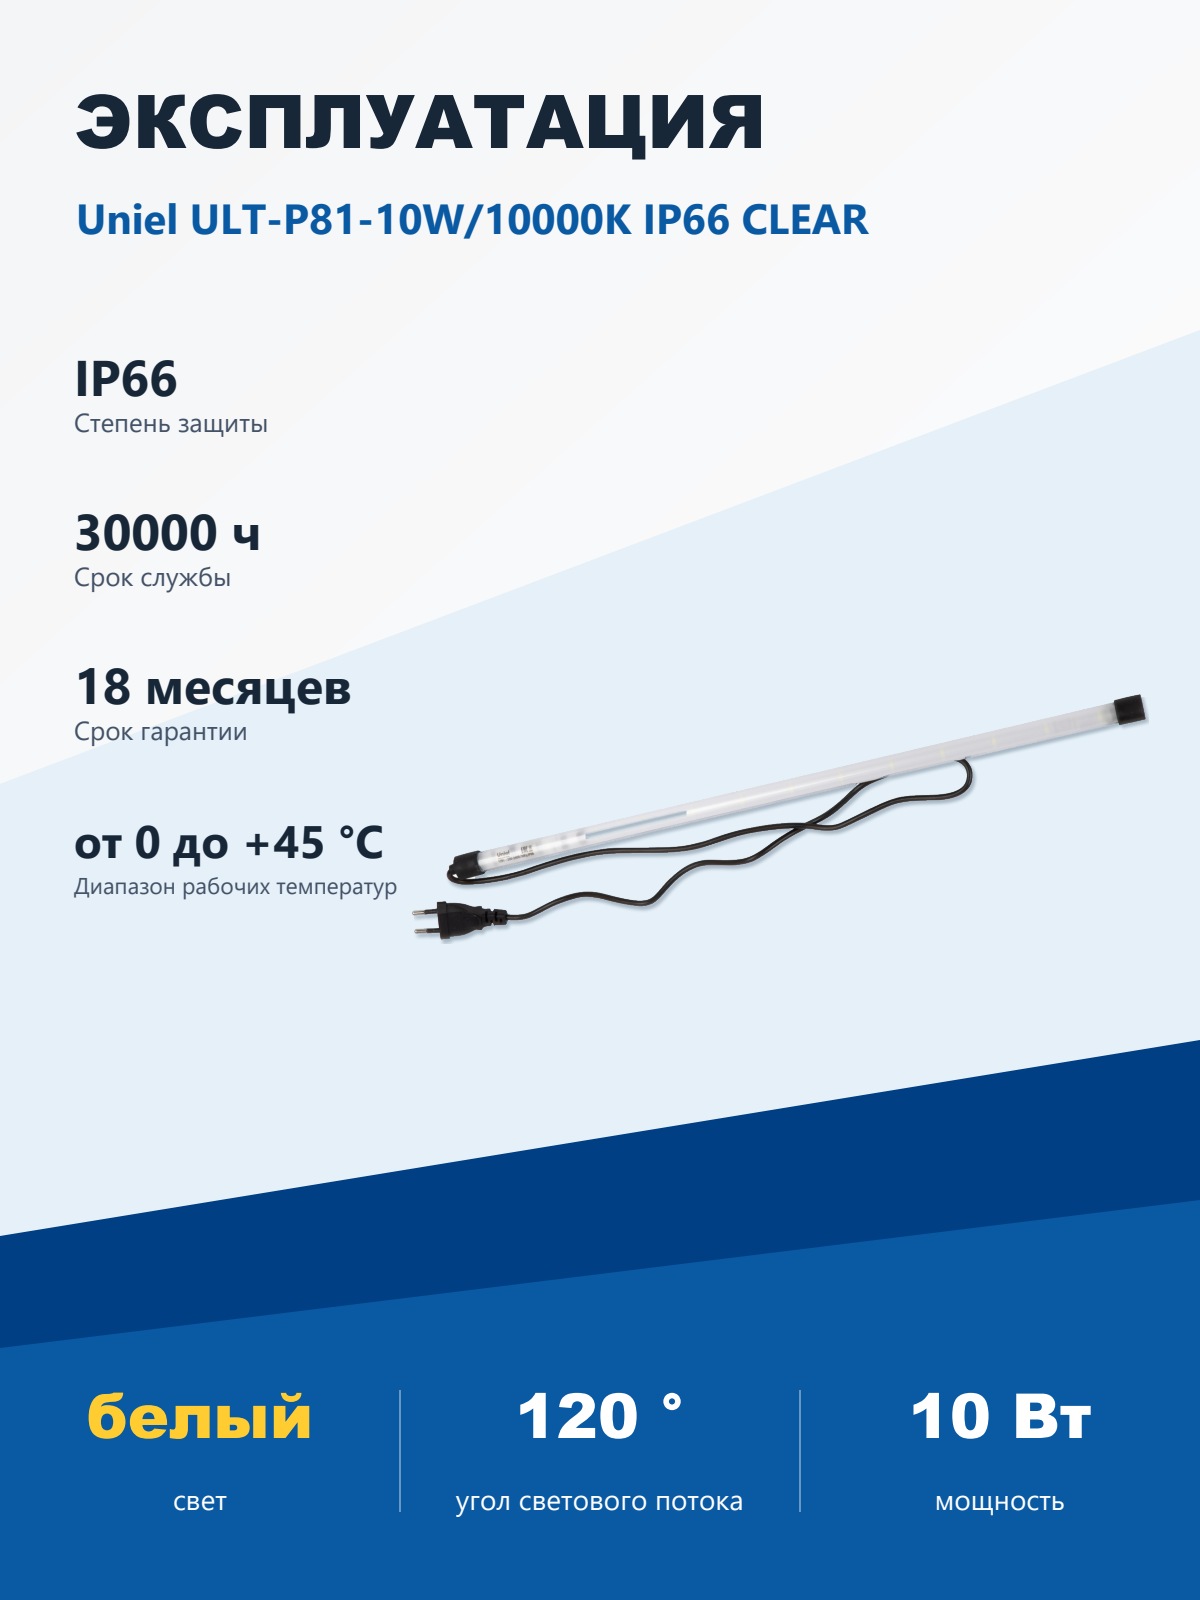 ЭКСПЛУАТАЦИЯ
Uniel ULT-P81-10W/10000K IP66 CLEAR
IP66
Степень защиты
30000 ч
Срок службы
18 месяцев
Срок гарантии
от 0 до +45 °C
Диапазон рабочих температур
Uniel
белый
свет
120 °
угол светового потока
10 Вт
мощность